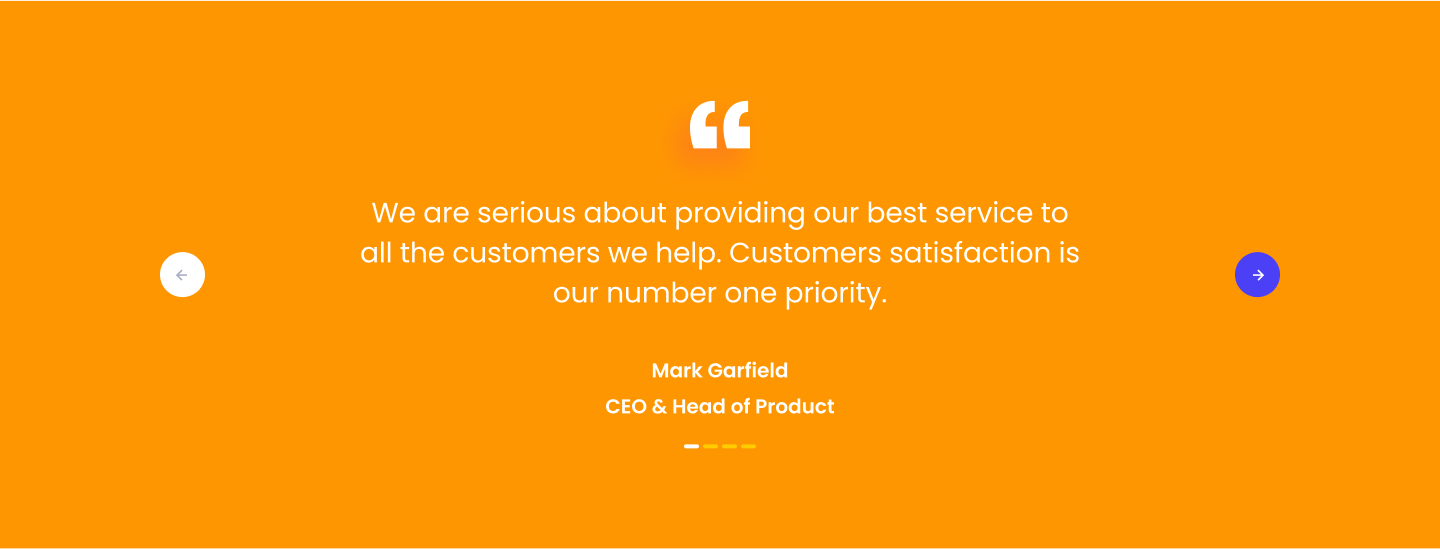 “
We are serious about providing our best service to
all the customers we help. Customers satisfaction is
our number one priority.
Mark Garfield
CEO & Head of Product